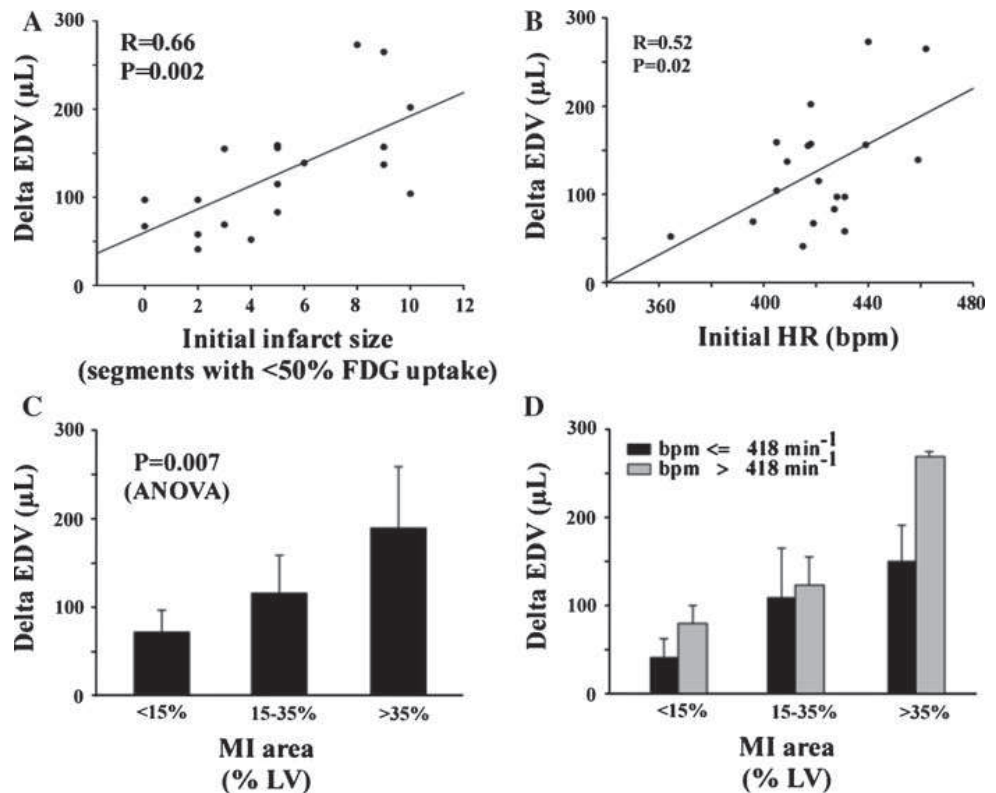 A
R=0.66
P=0.002
300
200
100
0
Delta EDV (µL)
0 2 4 6 8 10 12
Initial infarct size
(segments with <50% FDG uptake)
B
R=0.52
P=0.02
300
200
100
0
Delta EDV (µL)
360 400 440 480
Initial HR (bpm)
C
P=0.007
(ANOVA)
300
200
100
0
Delta EDV (µL)
<15% 15-35% >35%
MI area
(% LV)
D
bpm <= 418 min-1
bpm > 418 min-1
300
200
100
0
Delta EDV (µL)
<15% 15-35% >35%
MI area
(% LV)